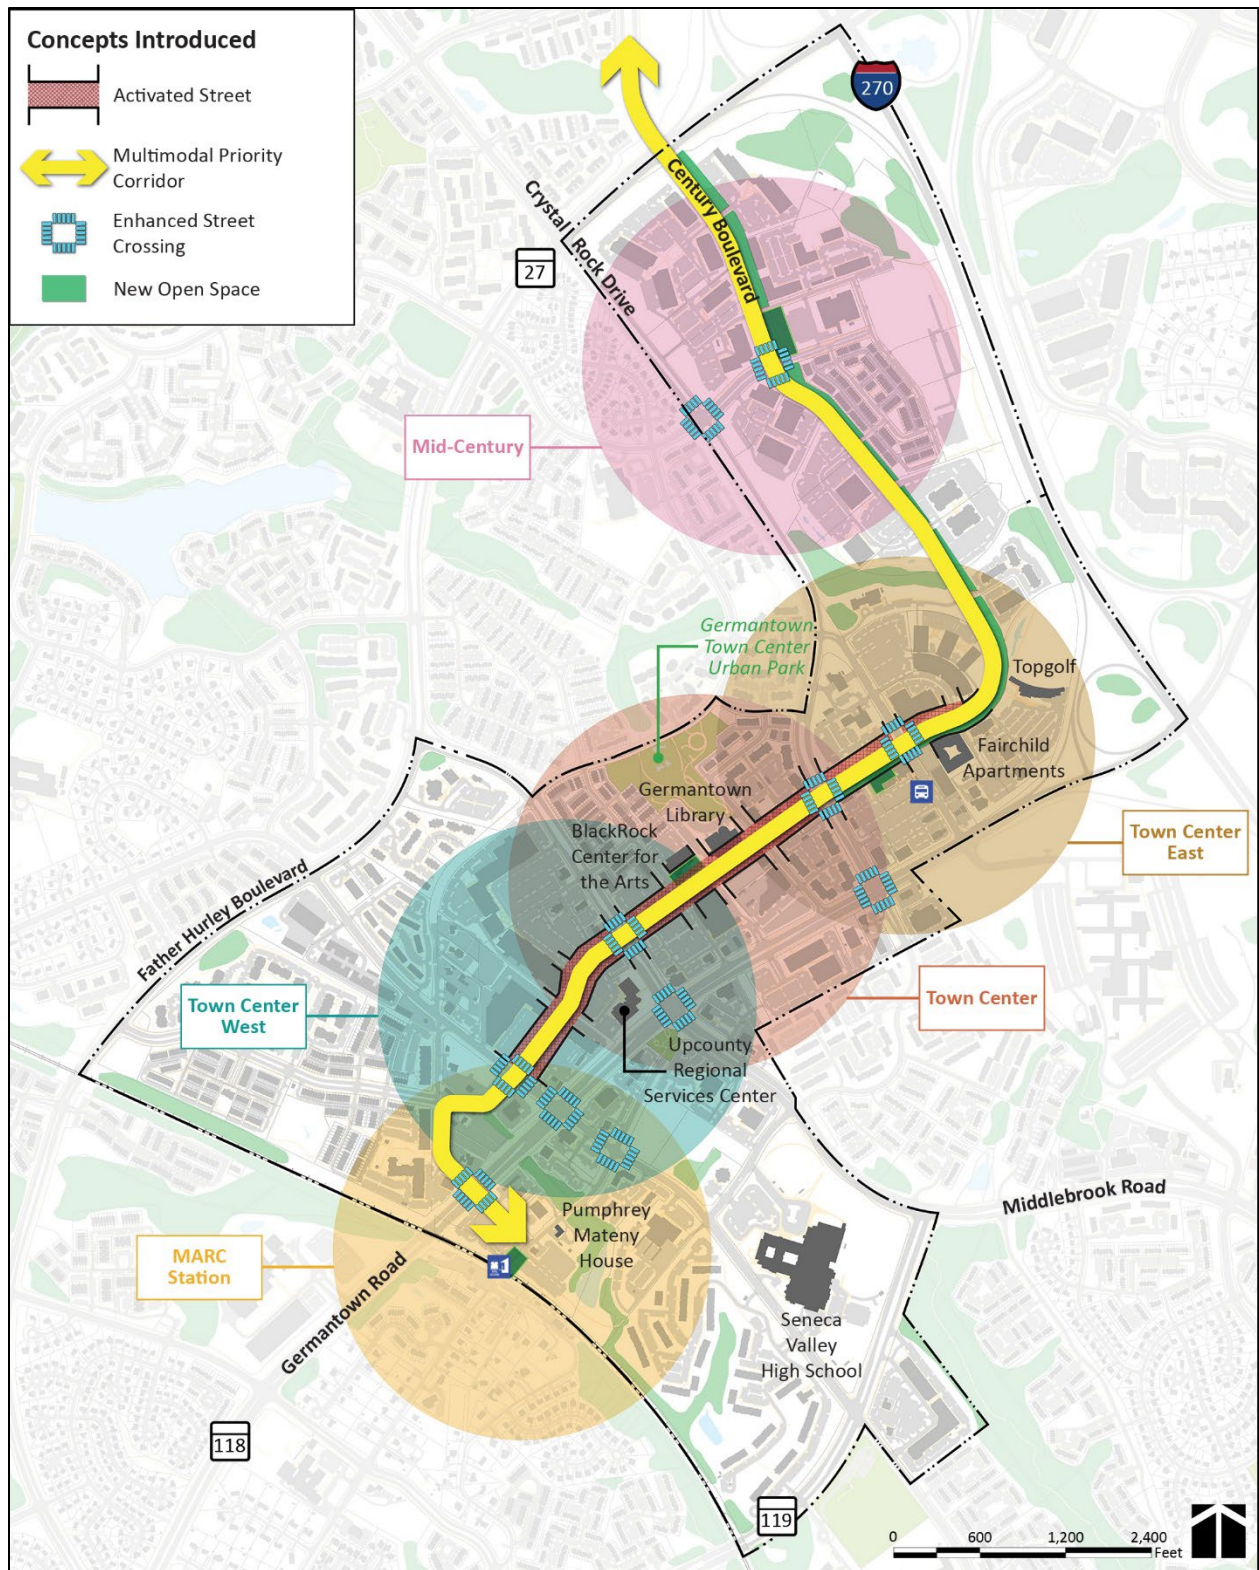 Concepts Introduced
Activated Street
Multimodal Priority
Corridor
Enhanced Street
Crossing
New Open Space
270
Century Boulevard
Crystal Rock Drive
27
Mid-Century
Germantown
Town Center
Urban Park
Topgolf
Fairchild
Apartments
Germantown
Library
BlackRock
Center for
the Arts
Town Center
East
Father Hurley Boulevard
Town Center
West
Town Center
Upcounty
Regional
Services Center
Middlebrook Road
Pumphrey
Mateny
House
MARC
Station
Germantown Road
Seneca
Valley
High School
118
119
0 600 1,200 2,400
Feet